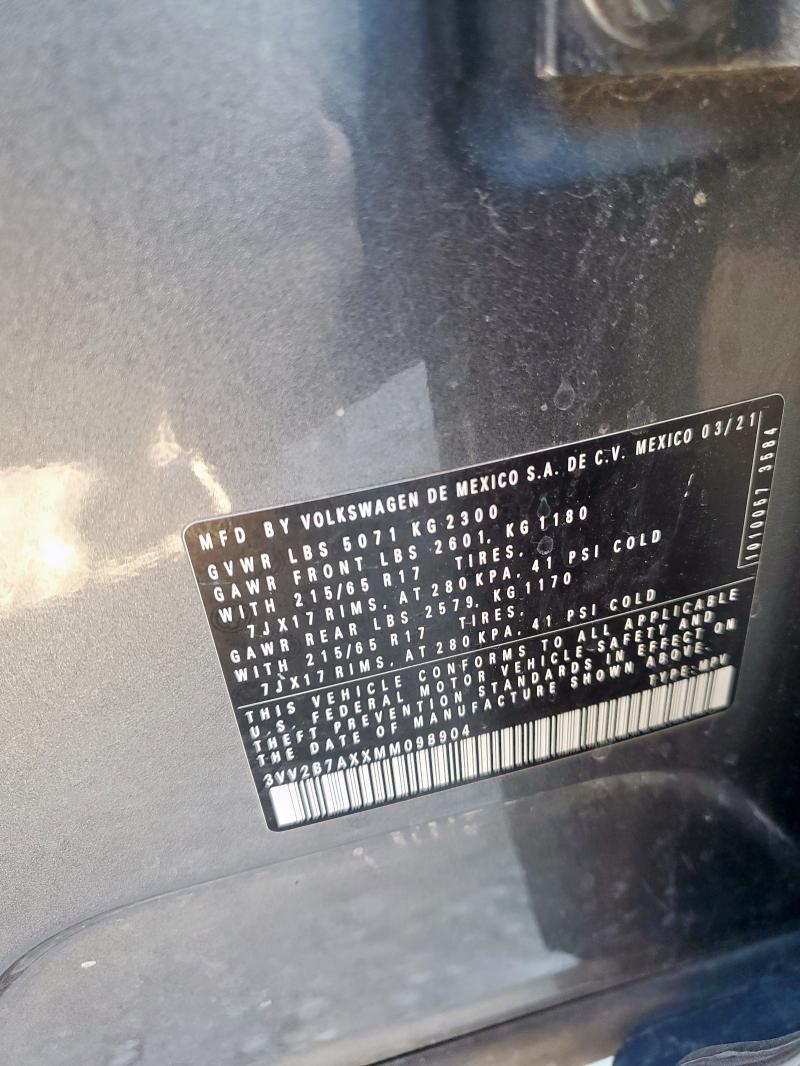 MFD BY VOLKSWAGEN DE MEXICO S.A. DE C.V. MEXICO 03/21
GVWR LBS 5071 KG 2300
GAWR FRONT LBS 2601, KG 1180
WITH 215/65 R17 TIRES,
7JX17 RIMS, AT 280 KPA, 41 PSI COLD
GAWR REAR LBS 2579, KG 1170
WITH 215/65 R17 TIRES,
7JX17 RIMS, AT 280 KPA, 41 PSI COLD
THIS VEHICLE CONFORMS TO ALL APPLICABLE
U.S. FEDERAL MOTOR VEHICLE-SAFETY AND
THEFT PREVENTION STANDARDS IN EFFECT ON
THE DATE OF MANUFACTURE SHOWN ABOVE.
3VV2B7AXXMM098904 TYPE:MPV
1010057 3684